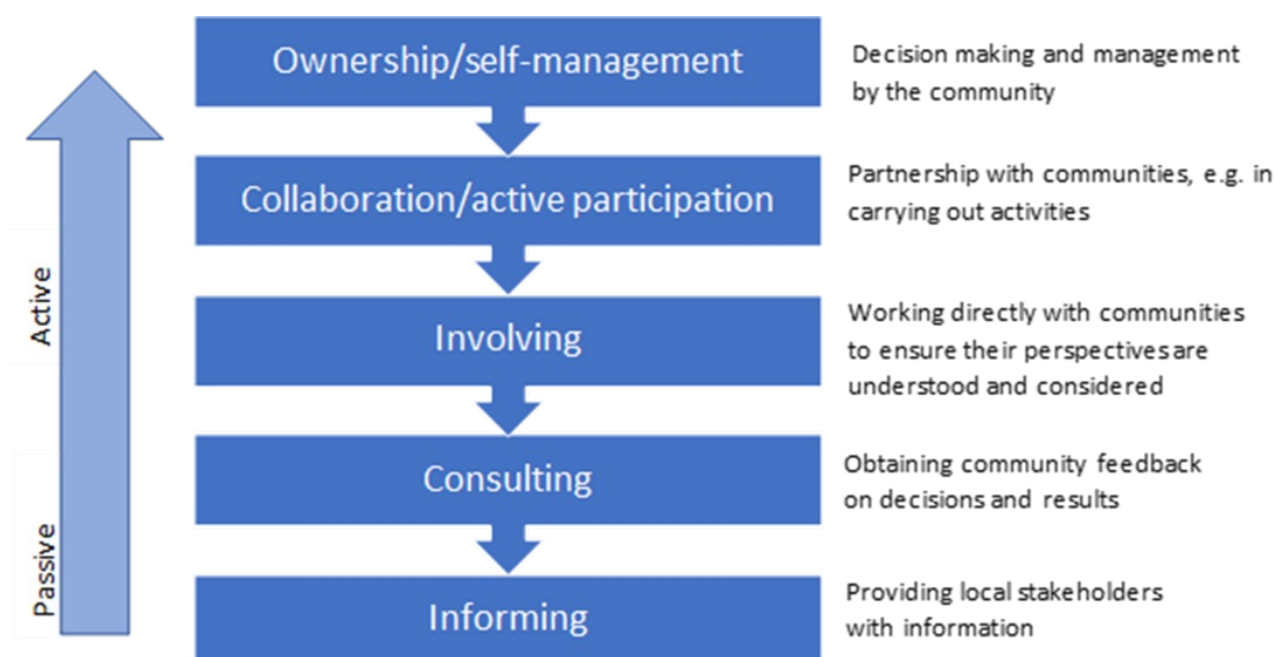 Ownership/self-management
Decision making and management
by the community
Collaboration/active participation
Partnership with communities, e.g. in
carrying out activities
Active
Involving
Working directly with communities
to ensure their perspectives are
understood and considered
Consulting
Obtaining community feedback
on decisions and results
Passive
Informing
Providing local stakeholders
with information